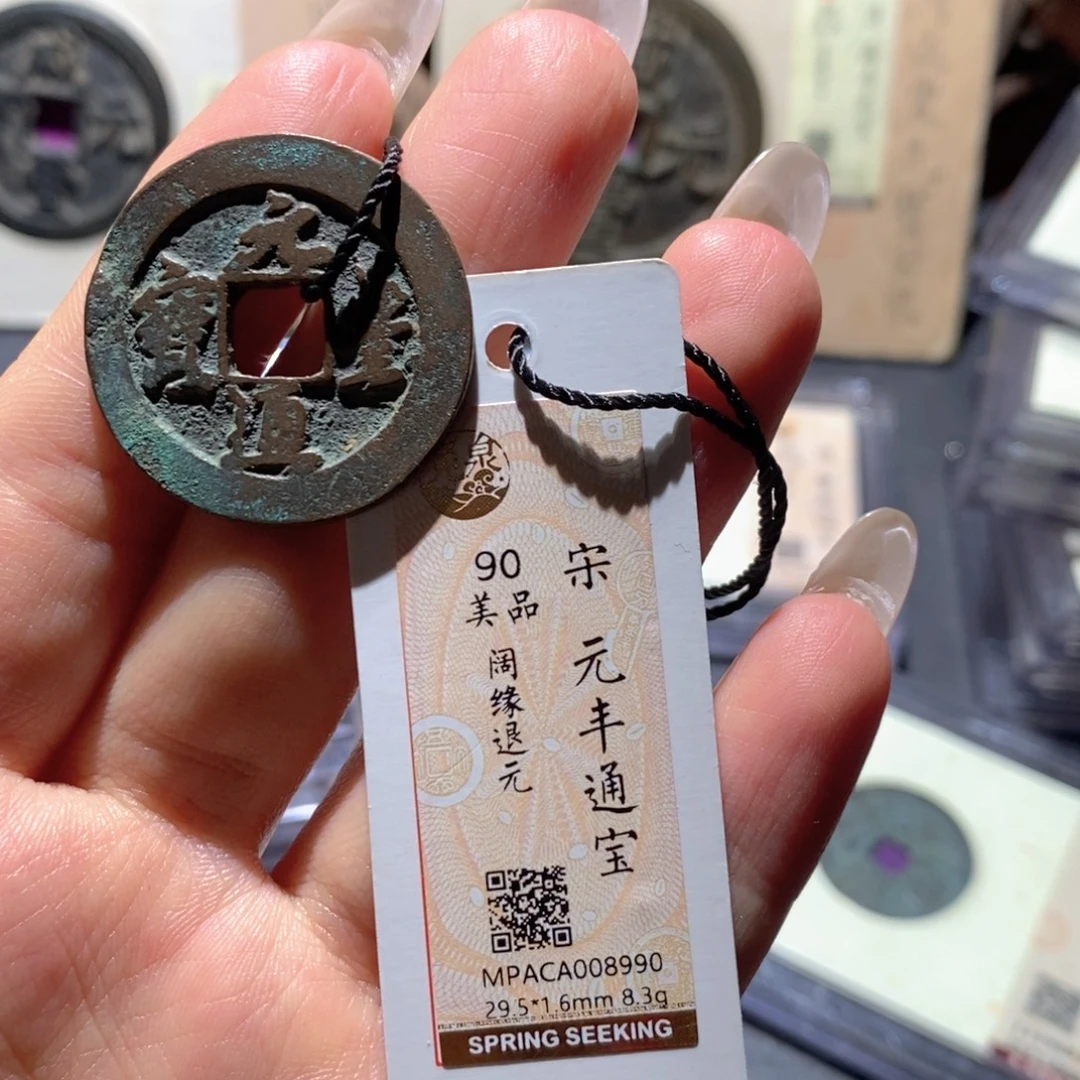 元豐通寶
泉
宋 元丰通宝
90
美品
阔缘退元
MPACA008990
29.5*1.6mm 8.3g
SPRING SEEKING